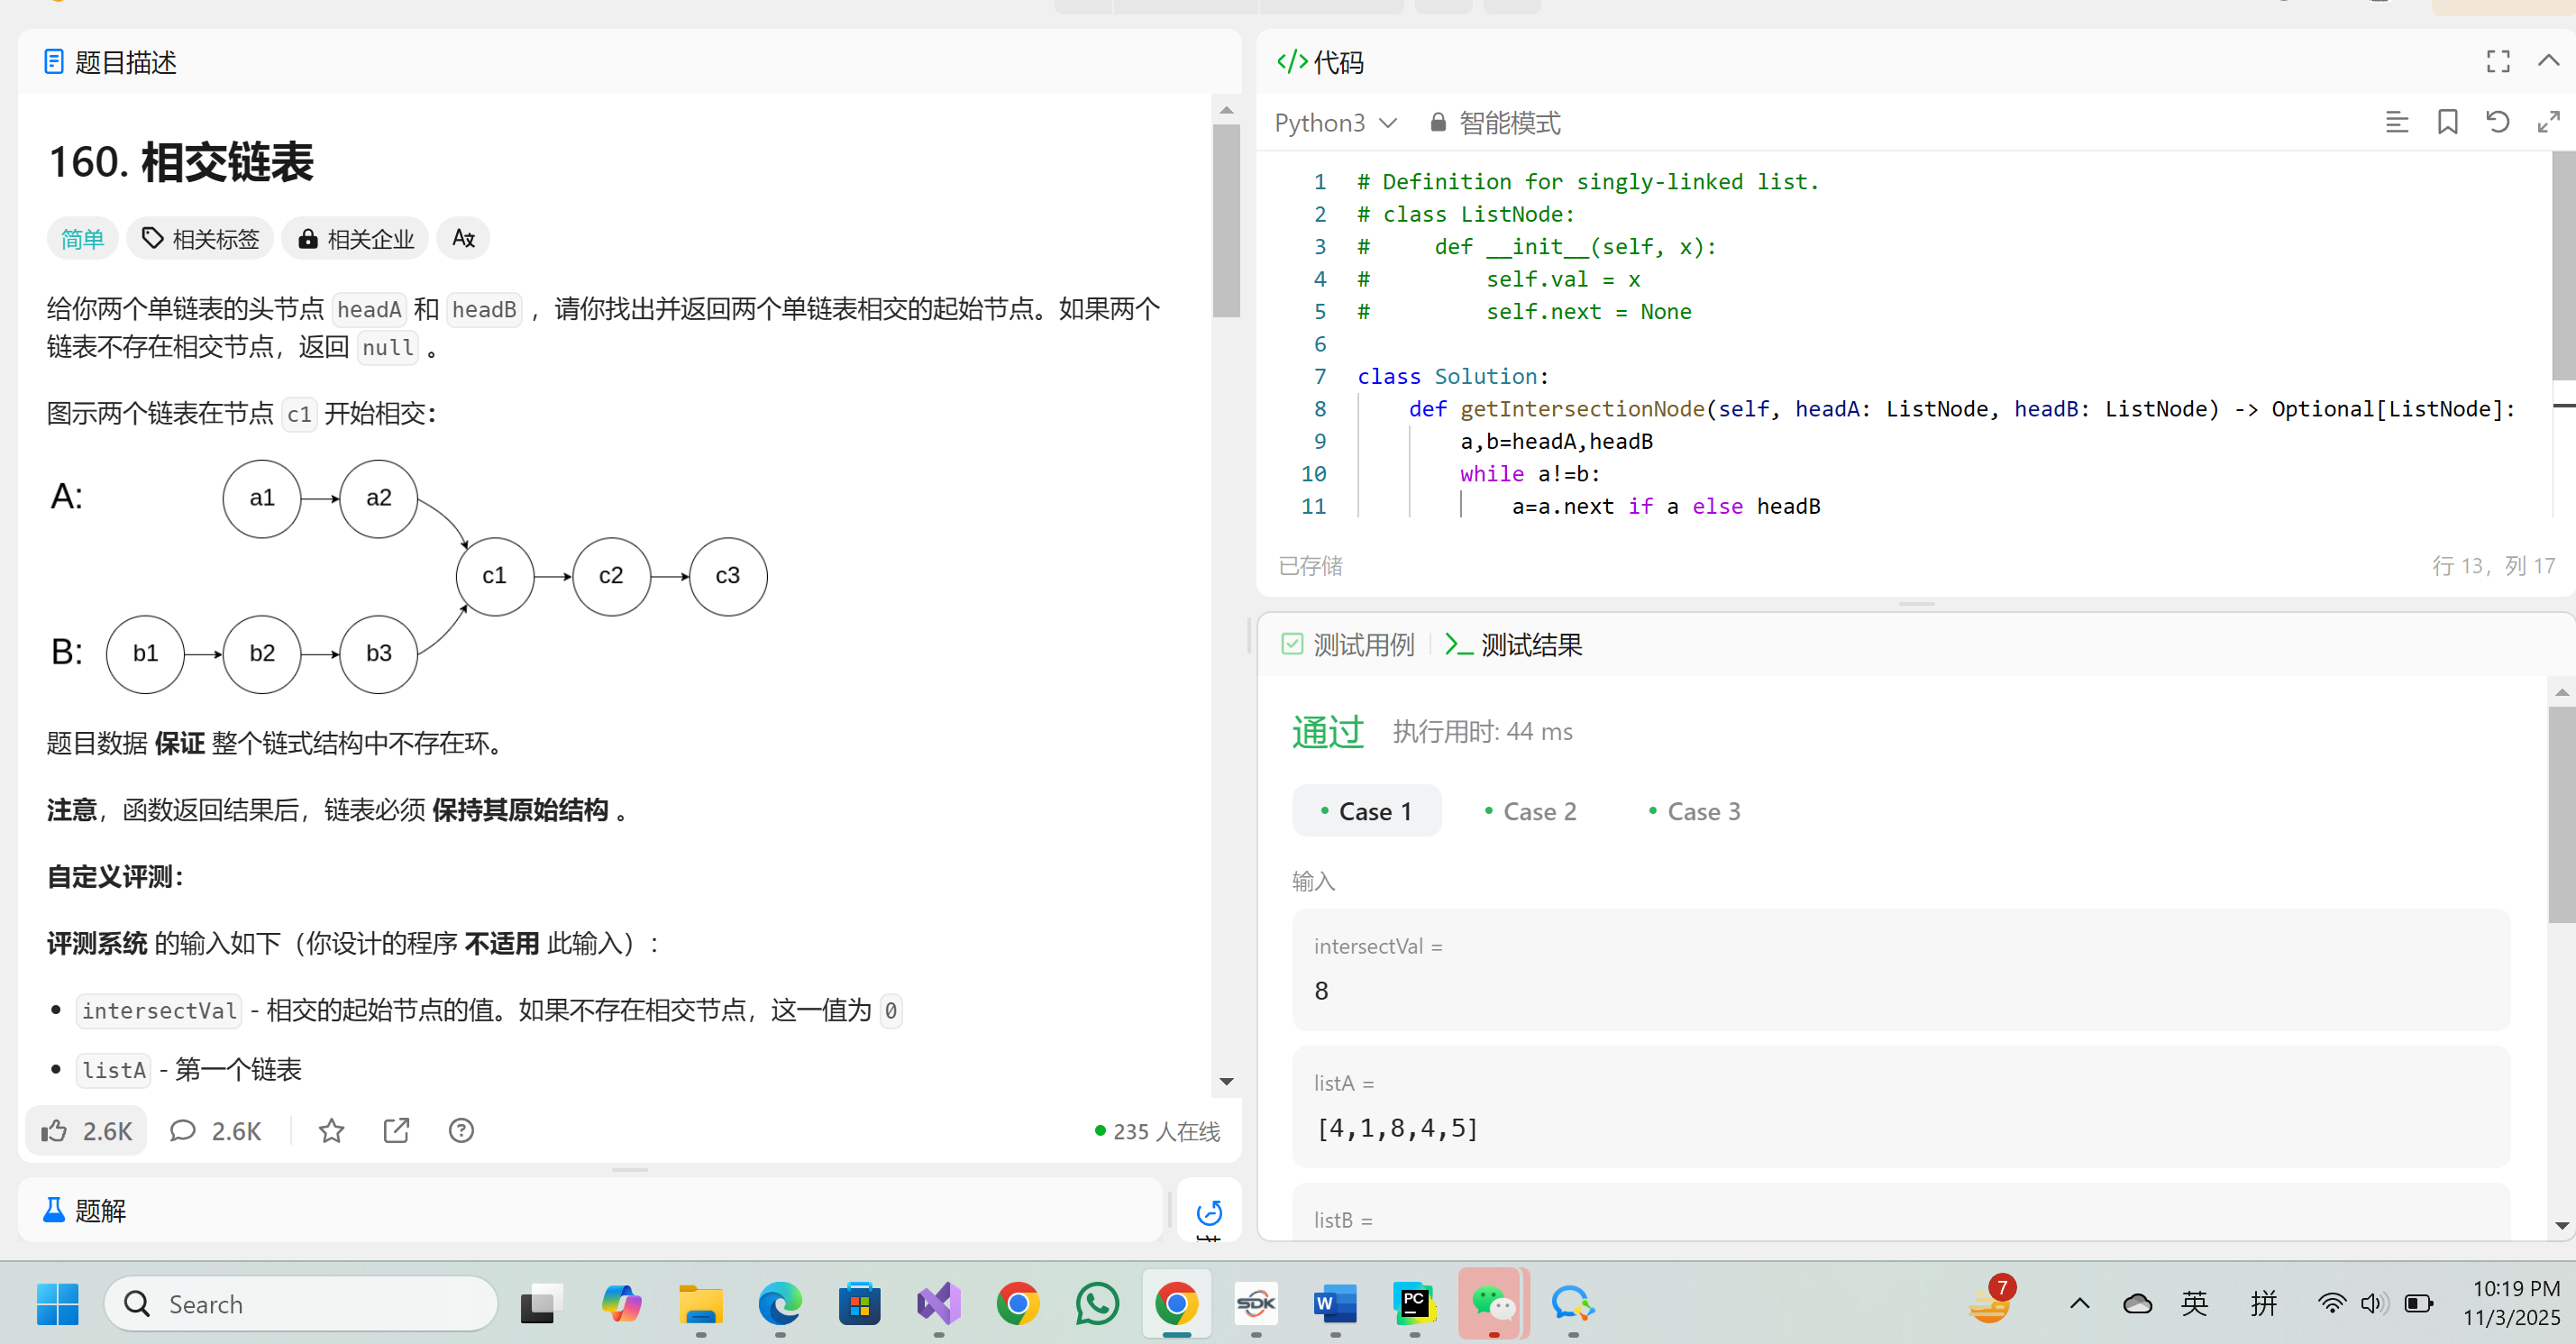 题目描述
160. 相交链表
简单 相关标签 相关企业
给你两个单链表的头节点 headA 和 headB ，请你找出并返回两个单链表相交的起始节点。如果两个
链表不存在相交节点，返回 null 。
图示两个链表在节点 c1 开始相交：
A: a1 a2
c1 c2 c3
B: b1 b2 b3
题目数据 保证 整个链式结构中不存在环。
注意，函数返回结果后，链表必须 保持其原始结构 。
自定义评测：
评测系统 的输入如下（你设计的程序 不适用 此输入）：
intersectVal - 相交的起始节点的值。如果不存在相交节点，这一值为 0
listA - 第一个链表
2.6K 2.6K 235 人在线
题解
代码
Python3 智能模式
1 # Definition for singly-linked list.
2 # class ListNode:
3 #     def __init__(self, x):
4 #         self.val = x
5 #         self.next = None
6
7 class Solution:
8     def getIntersectionNode(self, headA: ListNode, headB: ListNode) -> Optional[ListNode]:
9         a,b=headA,headB
10         while a!=b:
11             a=a.next if a else headB
已存储 行 13，列 17
测试用例 测试结果
通过 执行用时: 44 ms
Case 1 Case 2 Case 3
输入
intersectVal =
8
listA =
[4,1,8,4,5]
listB =
Search SDK W PC 7 英 拼 10:19 PM
11/3/2025